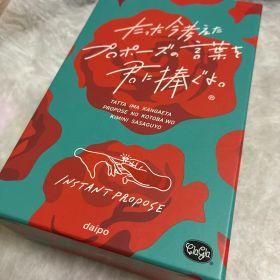 たった今考えた
プロポーズの言葉を
君に捧ぐよ。®
TATTA IMA KANGAETA
PROPOSE NO KOTOBA WO
KIMINI SASAGUYO
INSTANT PROPOSE
daipo
ClaGla